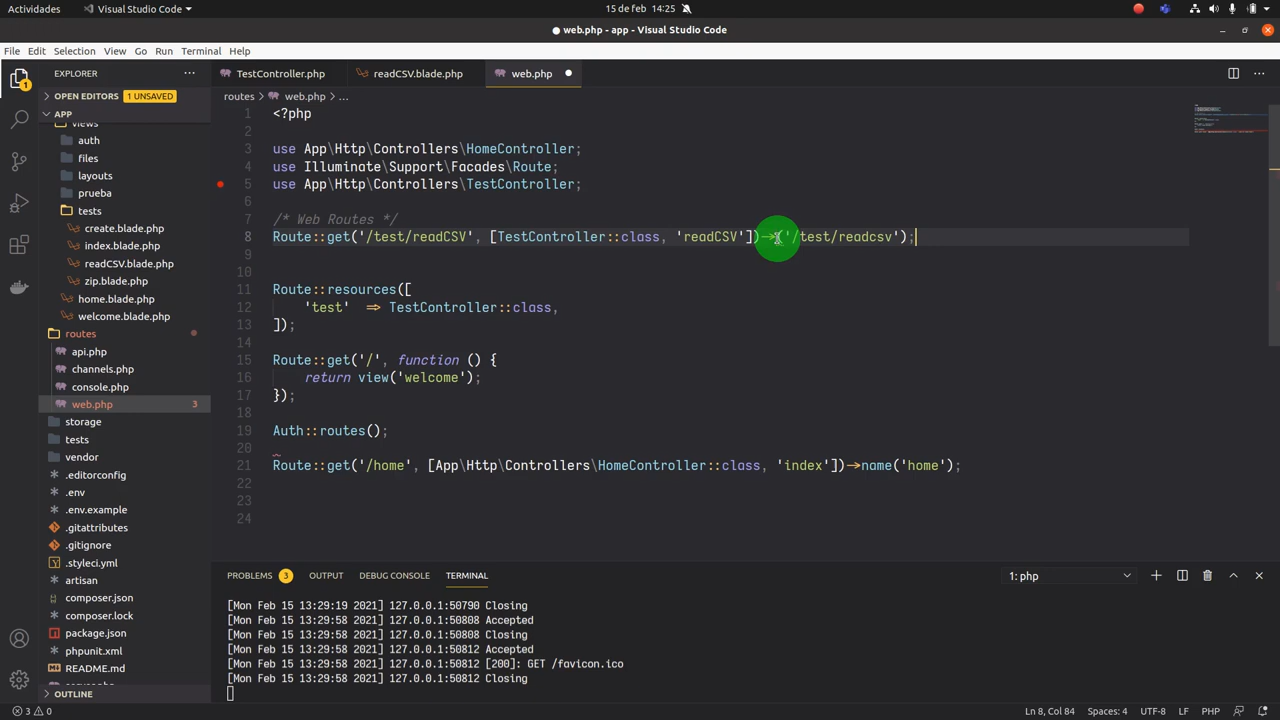 Actividades Visual Studio Code 15 de feb 14:25
web.php - app - Visual Studio Code
File Edit Selection View Go Run Terminal Help
EXPLORER ··· TestController.php readCSV.blade.php web.php
OPEN EDITORS 1 UNSAVED routes > web.php > ...
APP
views
auth
files
layouts
prueba
tests
create.blade.php
index.blade.php
readCSV.blade.php
zip.blade.php
home.blade.php
welcome.blade.php
routes
api.php
channels.php
console.php
web.php 3
storage
tests
vendor
.editorconfig
.env
.env.example
.gitattributes
.gitignore
.styleci.yml
artisan
composer.json
composer.lock
package.json
phpunit.xml
README.md
OUTLINE
1 <?php
2
3 use App\Http\Controllers\HomeController;
4 use Illuminate\Support\Facades\Route;
5 use App\Http\Controllers\TestController;
6
7 /* Web Routes */
8 Route::get('/test/readCSV', [TestController::class, 'readCSV'])->('/test/readcsv');
9
10
11 Route::resources([
12 'test' => TestController::class,
13 ]);
14
15 Route::get('/', function () {
16 return view('welcome');
17 });
18
19 Auth::routes();
20
21 Route::get('/home', [App\Http\Controllers\HomeController::class, 'index'])->name('home');
22
23
24
PROBLEMS 3 OUTPUT DEBUG CONSOLE TERMINAL 1: php
[Mon Feb 15 13:29:19 2021] 127.0.0.1:50790 Closing
[Mon Feb 15 13:29:58 2021] 127.0.0.1:50808 Accepted
[Mon Feb 15 13:29:58 2021] 127.0.0.1:50808 Closing
[Mon Feb 15 13:29:58 2021] 127.0.0.1:50812 Accepted
[Mon Feb 15 13:29:58 2021] 127.0.0.1:50812 [200]: GET /favicon.ico
[Mon Feb 15 13:29:58 2021] 127.0.0.1:50812 Closing
3 0 Ln 8, Col 84 Spaces: 4 UTF-8 LF PHP